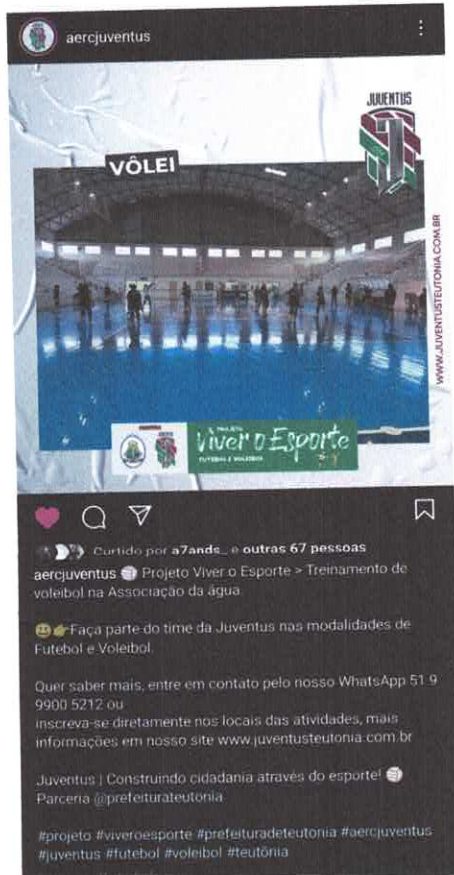 aercjuventus
JUVENTUS
VÔLEI
WWW.JUVENTUSTEUTONIA.COM.BR
PROJETO
Viver o Esporte
FUTEBOL E VOLEIBOL
Curtido por a7ands_ e outras 67 pessoas
aercjuventus 🏐 Projeto Viver o Esporte > Treinamento de
voleibol na Associação da água.
😃👉Faça parte do time da Juventus nas modalidades de
Futebol e Voleibol.
Quer saber mais, entre em contato pelo nosso WhatsApp 51 9
9900 5212 ou
inscreva-se diretamente nos locais das atividades, mais
informações em nosso site www.juventusteutonia.com.br
Juventus | Construindo cidadania através do esporte! 🏐
Parceria @prefeiturateutonia
#projeto #viveroesporte #prefeituradeteutonia #aercjuventus
#juventus #futebol #voleibol #teutônia